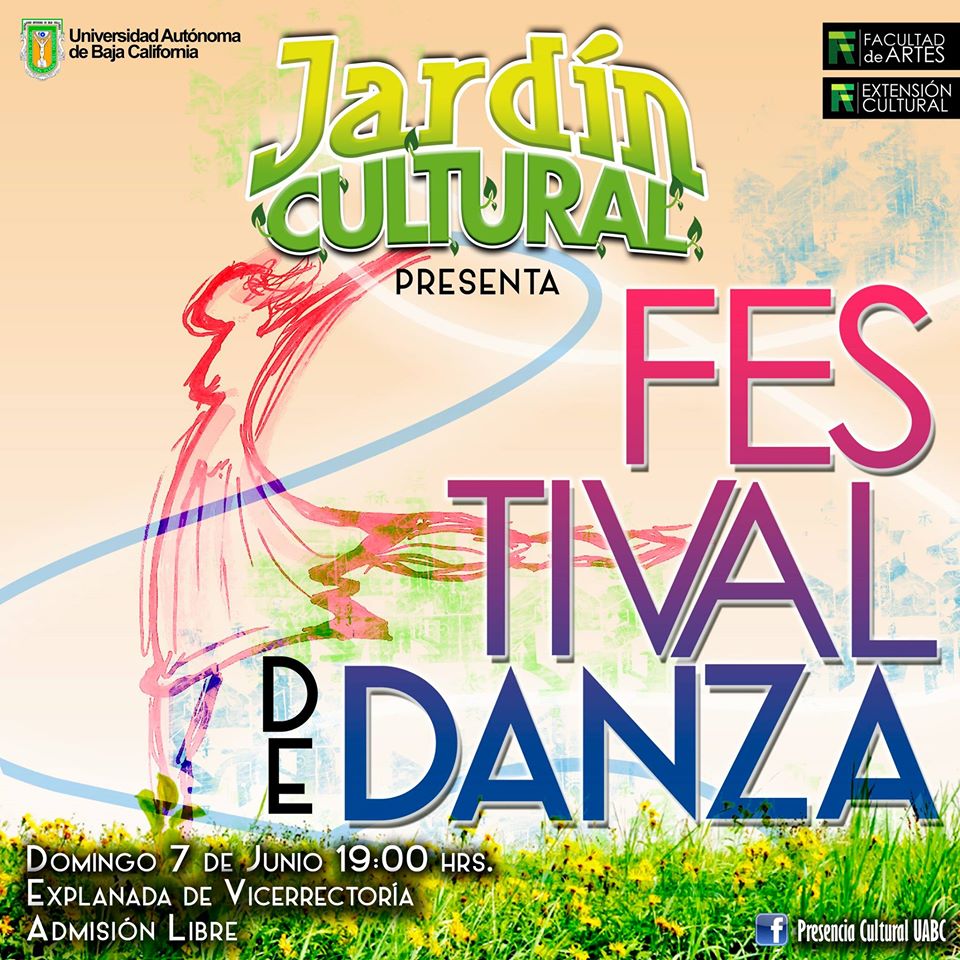 Universidad Autónoma
de Baja California
FACULTAD
de ARTES
EXTENSIÓN
CULTURAL
Jardín
CULTURAL
PRESENTA
FES
TIVAL
DE
DANZA
Domingo 7 de Junio 19:00 hrs.
Explanada de Vicerrectoría
Admisión Libre
Presencia Cultural UABC